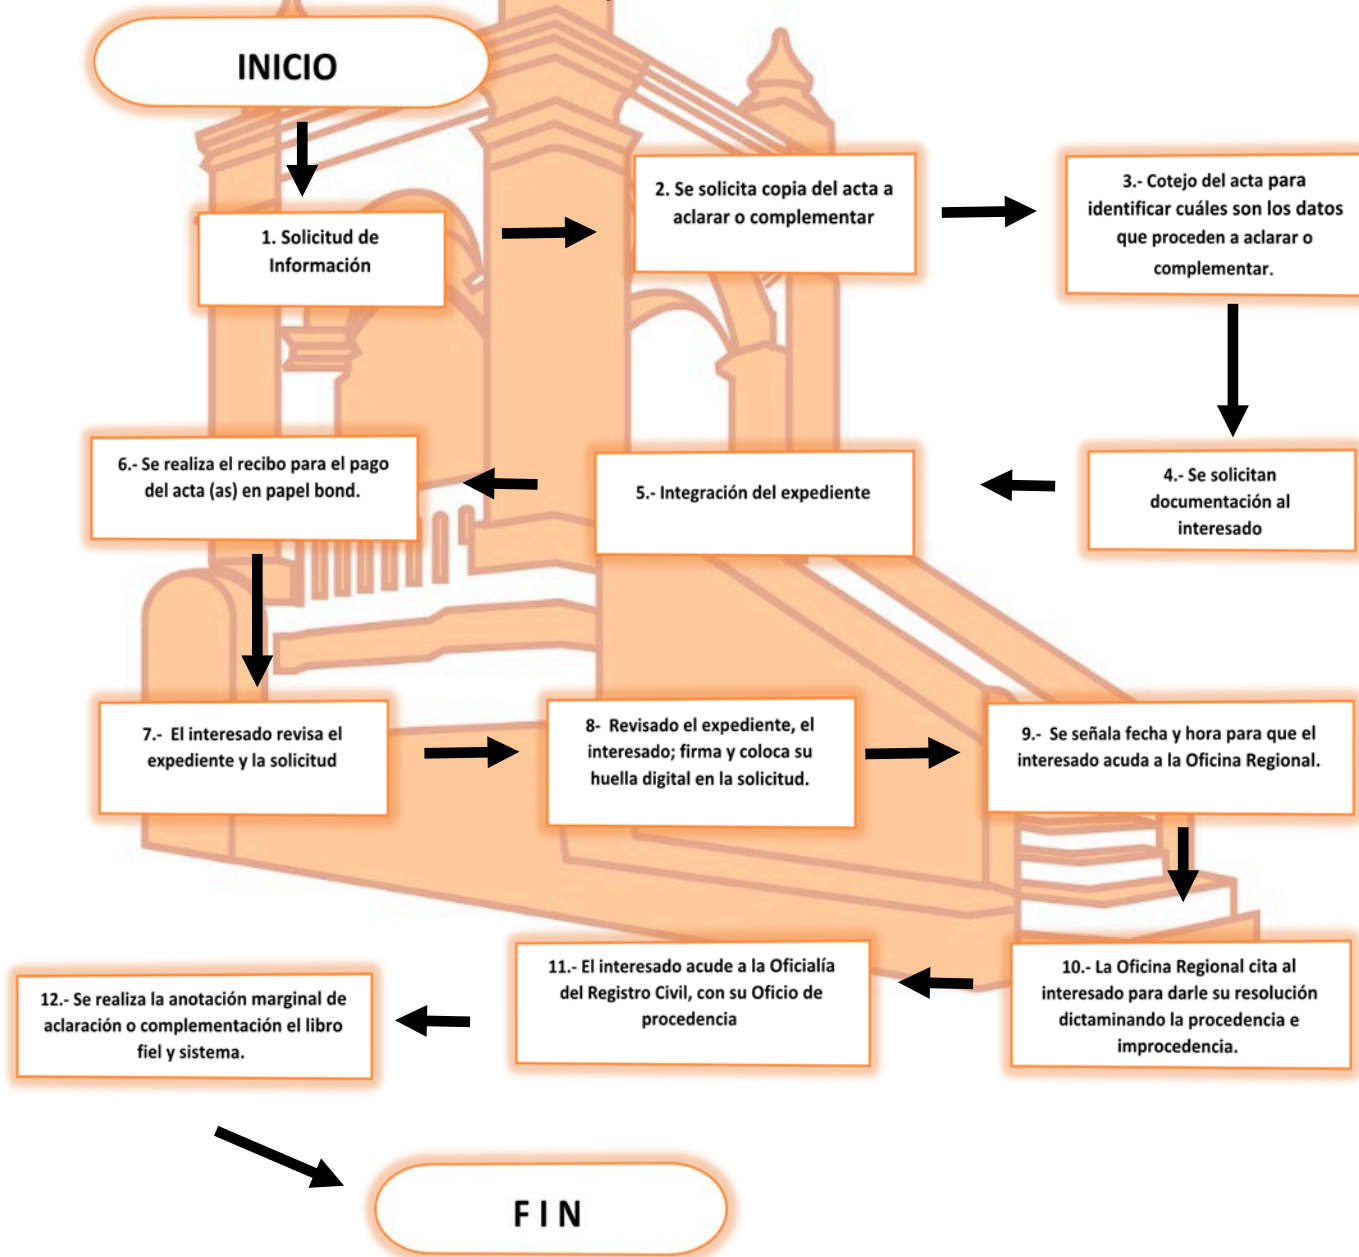 INICIO
1. Solicitud de
Información
2. Se solicita copia del acta a
aclarar o complementar
3.- Cotejo del acta para
identificar cuáles son los datos
que proceden a aclarar o
complementar.
4.- Se solicitan
documentación al
interesado
5.- Integración del expediente
6.- Se realiza el recibo para el pago
del acta (as) en papel bond.
7.- El interesado revisa el
expediente y la solicitud
8- Revisado el expediente, el
interesado; firma y coloca su
huella digital en la solicitud.
9.- Se señala fecha y hora para que el
interesado acuda a la Oficina Regional.
10.- La Oficina Regional cita al
interesado para darle su resolución
dictaminando la procedencia e
improcedencia.
11.- El interesado acude a la Oficialía
del Registro Civil, con su Oficio de
procedencia
12.- Se realiza la anotación marginal de
aclaración o complementación el libro
fiel y sistema.
F I N